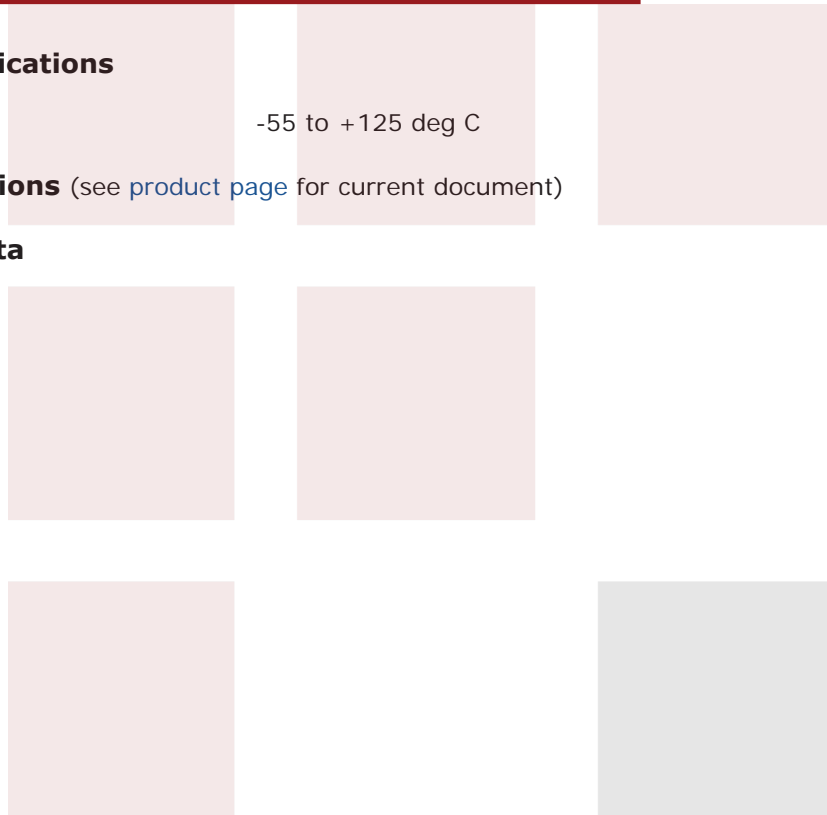 ications
-55 to +125 deg C
ions (see product page for current document)
ta